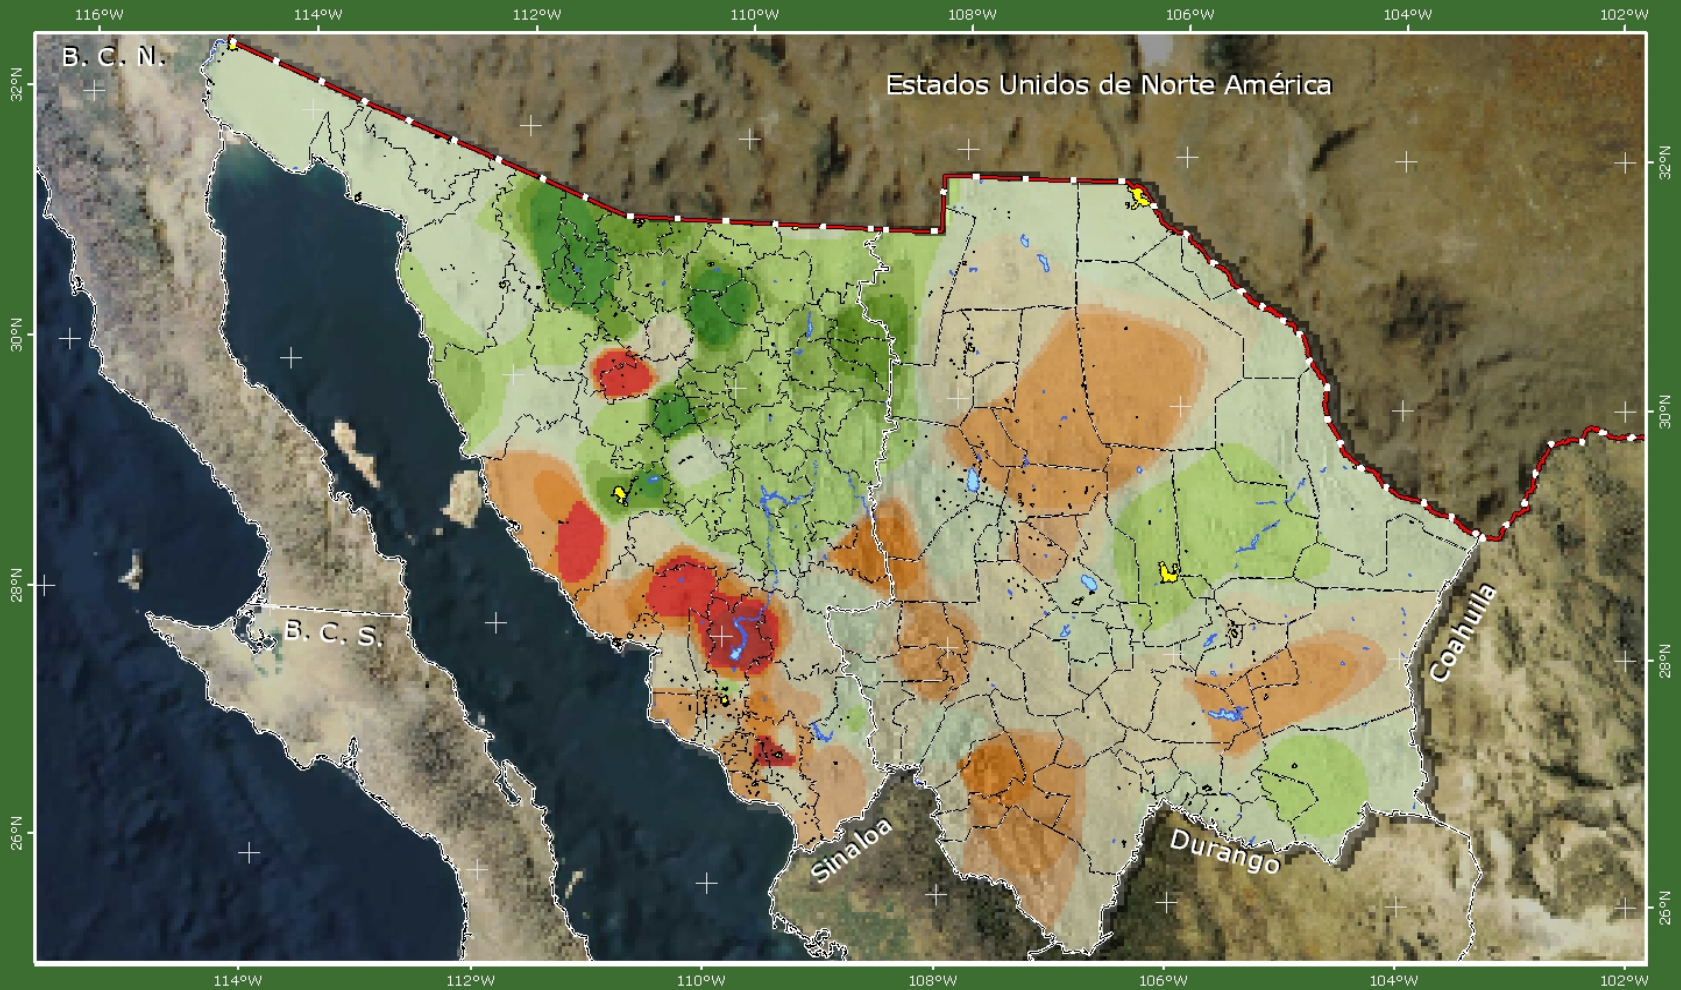 116°W 114°W 112°W 110°W 108°W 106°W 104°W 102°W
B. C. N.
Estados Unidos de Norte América
32°N
32°N
30°N
30°N
28°N
28°N
B. C. S.
Coahuila
Sinaloa
Durango
26°N
26°N
114°W 112°W 110°W 108°W 106°W 104°W 102°W